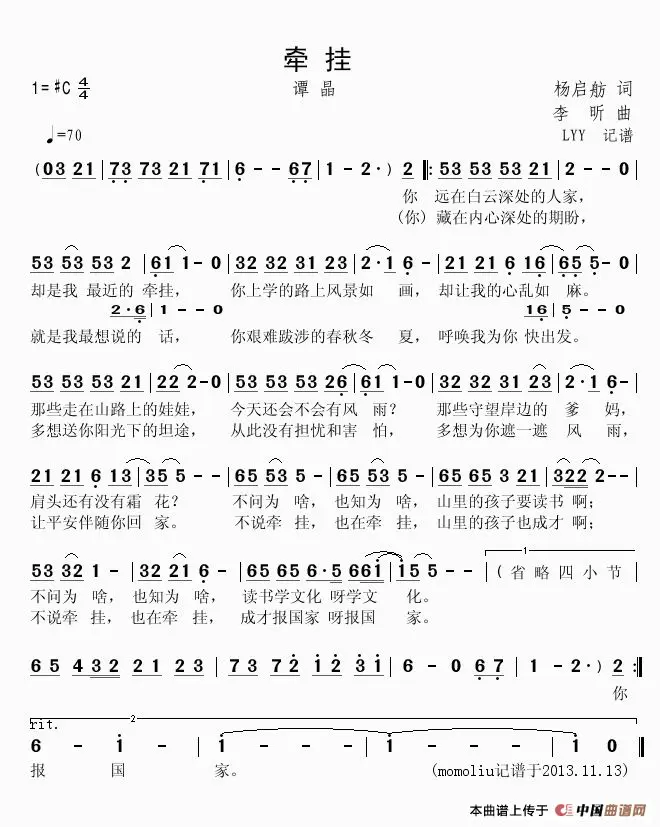 牵 挂
1= #C 4/4
谭 晶
杨启舫 词
李 昕 曲
♩=70
LYY 记谱
( 03 21 | 73 73 21 71 | 6 - - 67 | 1 - 2· ) 2 ‖: 53 53 53 21 | 2 - - 0 |
你 远在白云深处的人家,
(你) 藏在内心深处的期盼,
53 53 53 2 | 61 1 - 0 | 32 32 31 23 | 2·1 6 - | 21 21 6 16 | 65 5 - 0 |
却是我 最近的 牵挂, 你上学的路上风景如 画, 却让我的心乱如 麻。
2·6 | 1 - - 0 16 | 5 - - 0
就是我最想说的 话, 你艰难跋涉的春秋冬 夏, 呼唤我为你 快出发。
53 53 53 21 | 22 2 - 0 | 53 53 53 26 | 61 1 - 0 | 32 32 31 23 | 2·1 6 - |
那些走在山路上的娃娃, 今天还会不会有风 雨? 那些守望岸边的 爹 妈,
多想送你阳光下的坦途, 从此没有担忧和害 怕, 多想为你遮一遮 风 雨,
21 21 6 13 | 35 5 - 0 | 65 53 5 - | 65 53 5 - | 65 53 21 23 | 322 2 - - |
肩头还有没有霜 花? 不问为 啥, 也知为 啥, 山里的孩子要读书 啊;
让平安伴随你回 家。 不说牵 挂, 也在牵 挂, 山里的孩子也成才 啊;
53 32 1 - | 32 21 6 - | 65 65 6·5 661 | 15 5 - - | 1 ( 省 略 四 小 节
不问为 啥, 也知为 啥, 读书学文化 呀学文 化。
不说牵 挂, 也在牵 挂, 成才报国家 呀报国 家。
65 432 21 23 | 73 72 12 31 | 6 - 0 67 | 1 - 2· ) 2 :‖
你
rit. 2
6 - 1 - | 1 - - - | 1 - - - | 1 - 1 0 ‖
报 国 家。 (momoliu记谱于2013.11.13)
本曲谱上传于 中国曲谱网